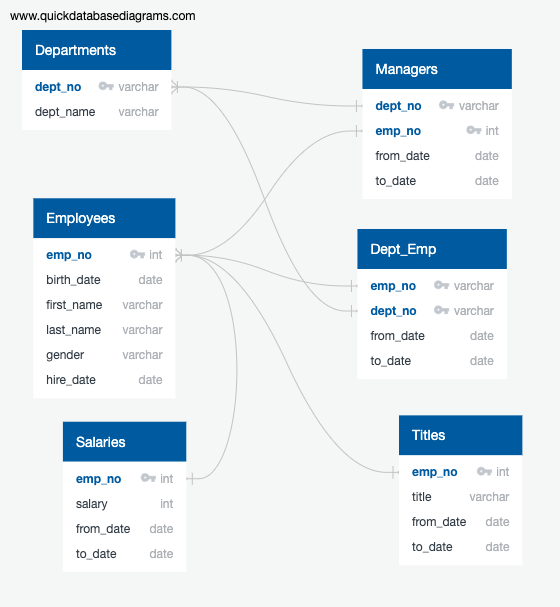 www.quickdatabasediagrams.com
Departments
dept_no varchar
dept_name varchar
Managers
dept_no varchar
emp_no int
from_date date
to_date date
Employees
emp_no int
birth_date date
first_name varchar
last_name varchar
gender varchar
hire_date date
Dept_Emp
emp_no varchar
dept_no varchar
from_date date
to_date date
Salaries
emp_no int
salary int
from_date date
to_date date
Titles
emp_no int
title varchar
from_date date
to_date date